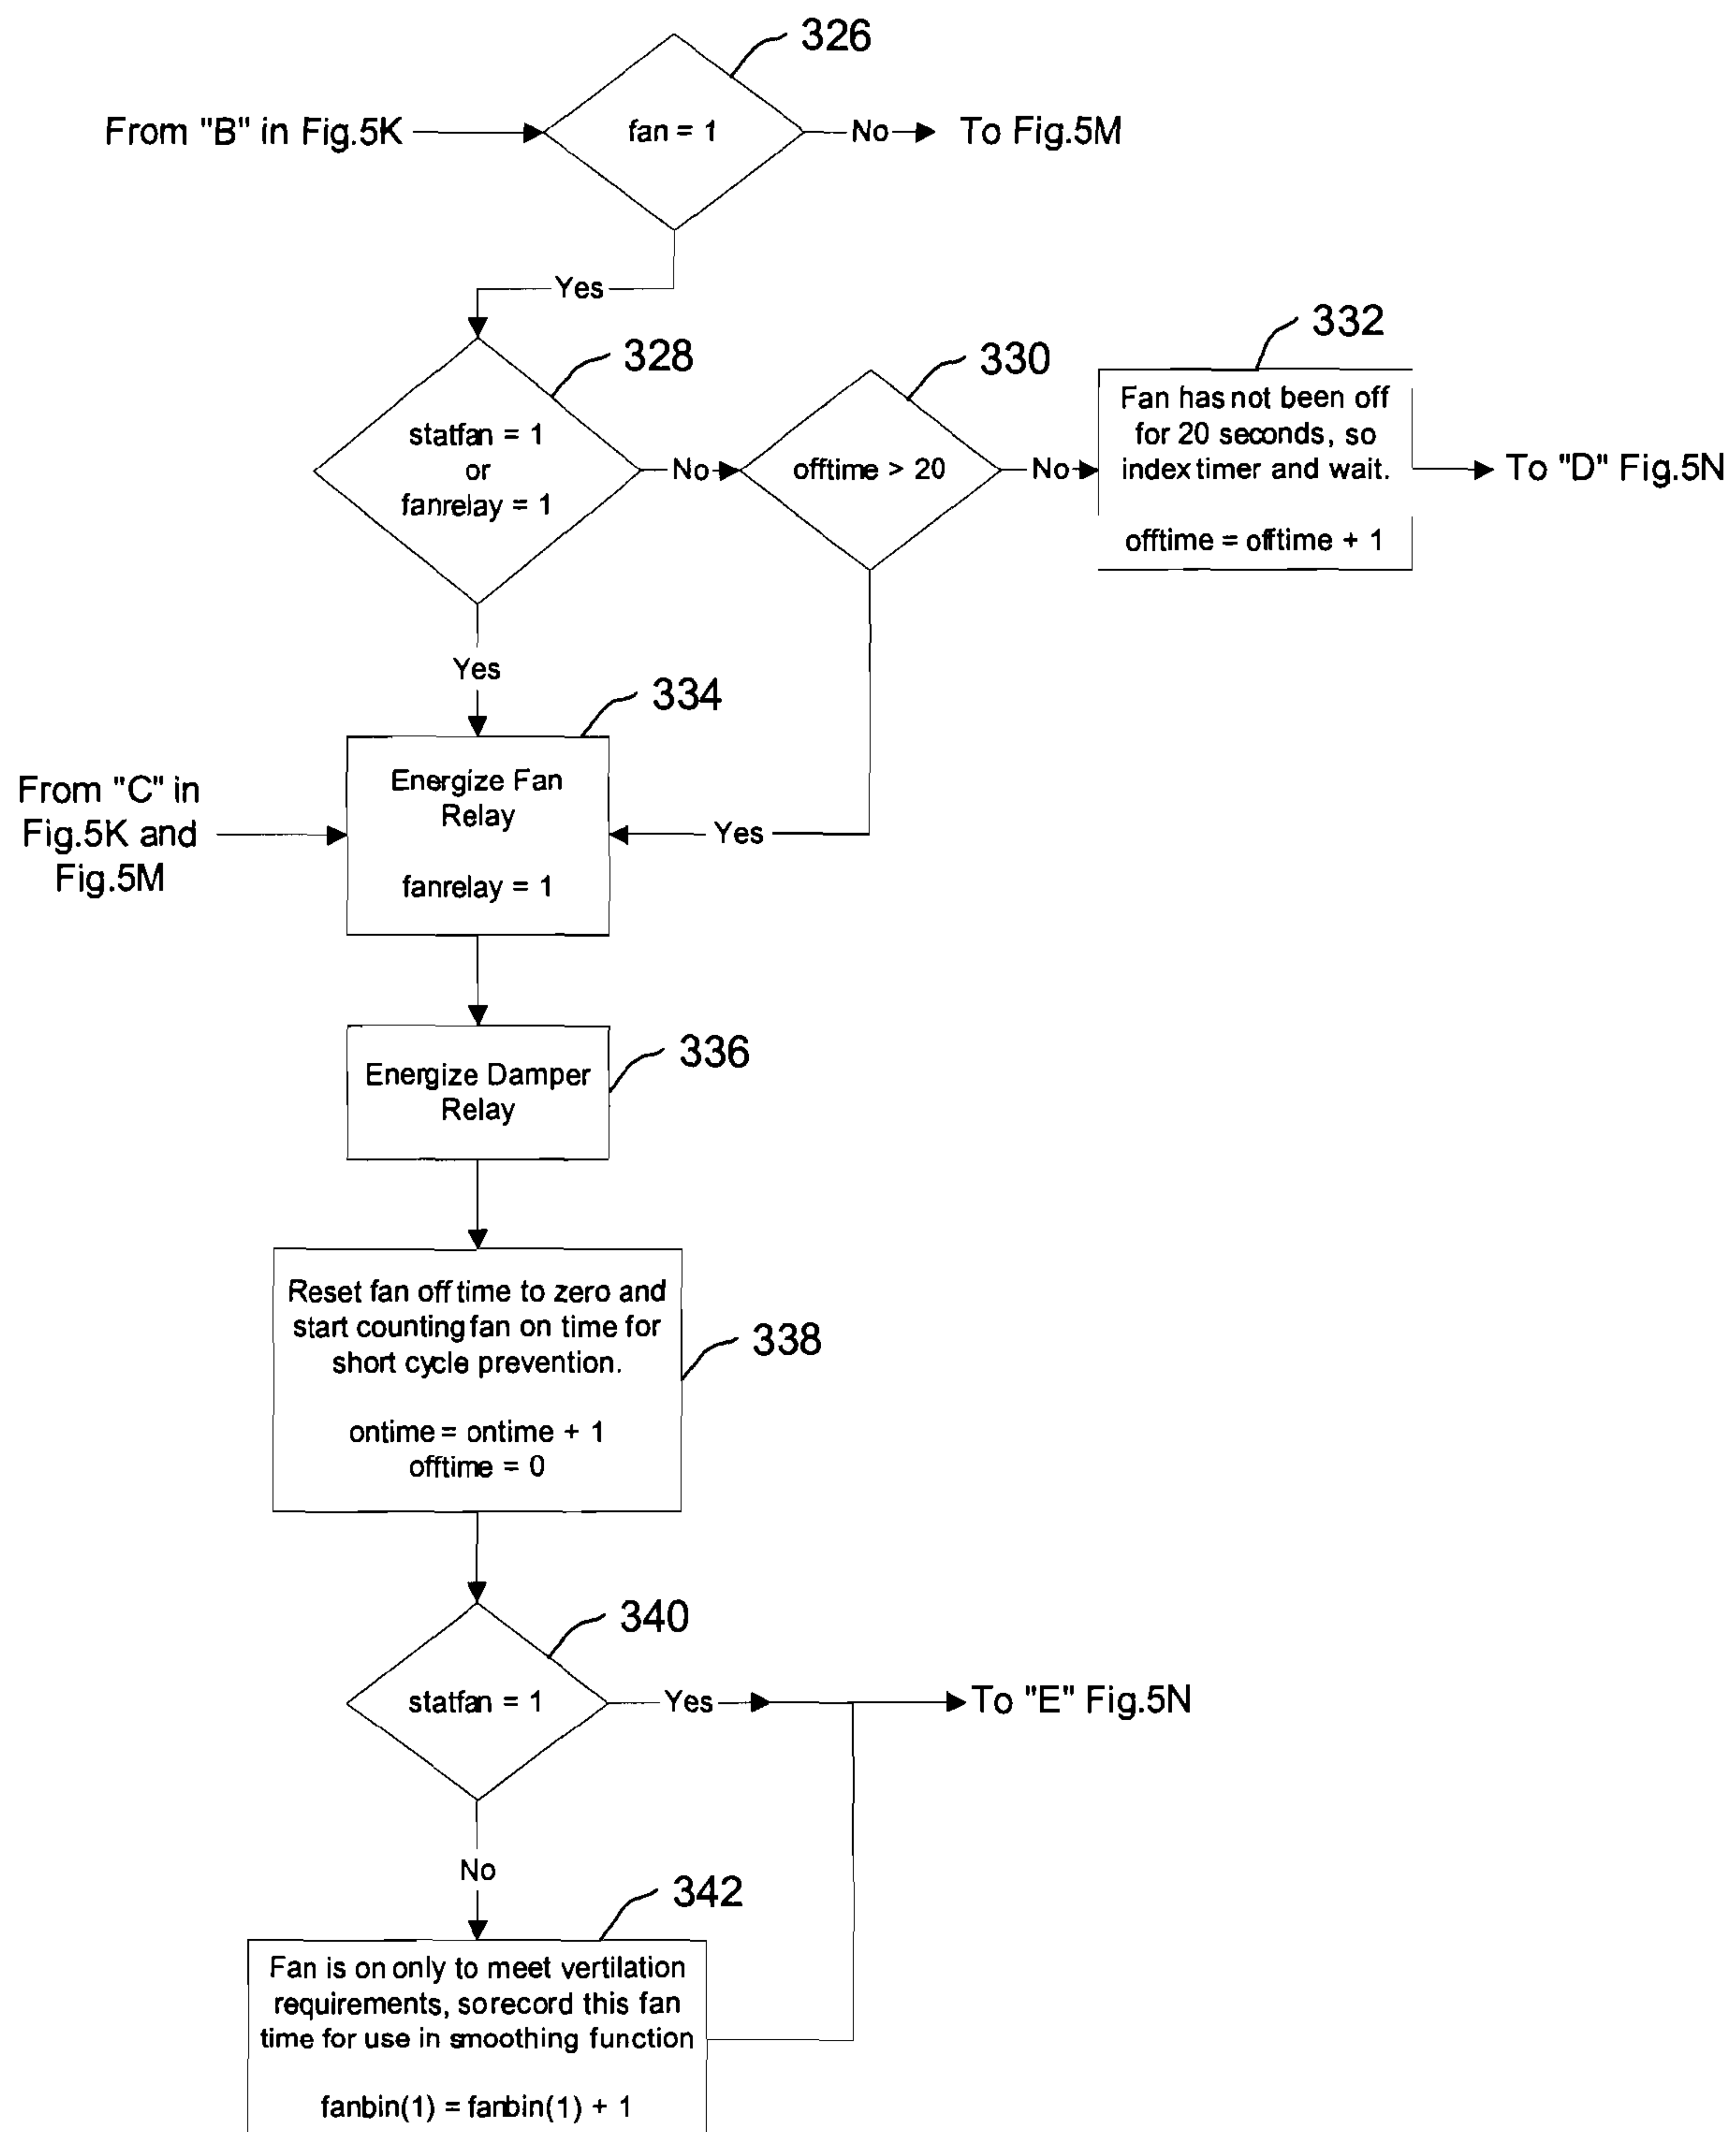 326
From "B" in Fig.5K
fan = 1
No
To Fig.5M
Yes
328
statfan = 1
or
fanrelay = 1
No
330
offtime > 20
No
332
Fan has not been off
for 20 seconds, so
index timer and wait.
offtime = offtime + 1
To "D" Fig.5N
Yes
334
From "C" in
Fig.5K and
Fig.5M
Energize Fan
Relay
fanrelay = 1
Yes
336
Energize Damper
Relay
338
Reset fan off time to zero and
start counting fan on time for
short cycle prevention.
ontime = ontime + 1
offtime = 0
340
statfan = 1
Yes
To "E" Fig.5N
No
342
Fan is on only to meet vertilation
requirements, so record this fan
time for use in smoothing function
fanbin(1) = fanbin(1) + 1